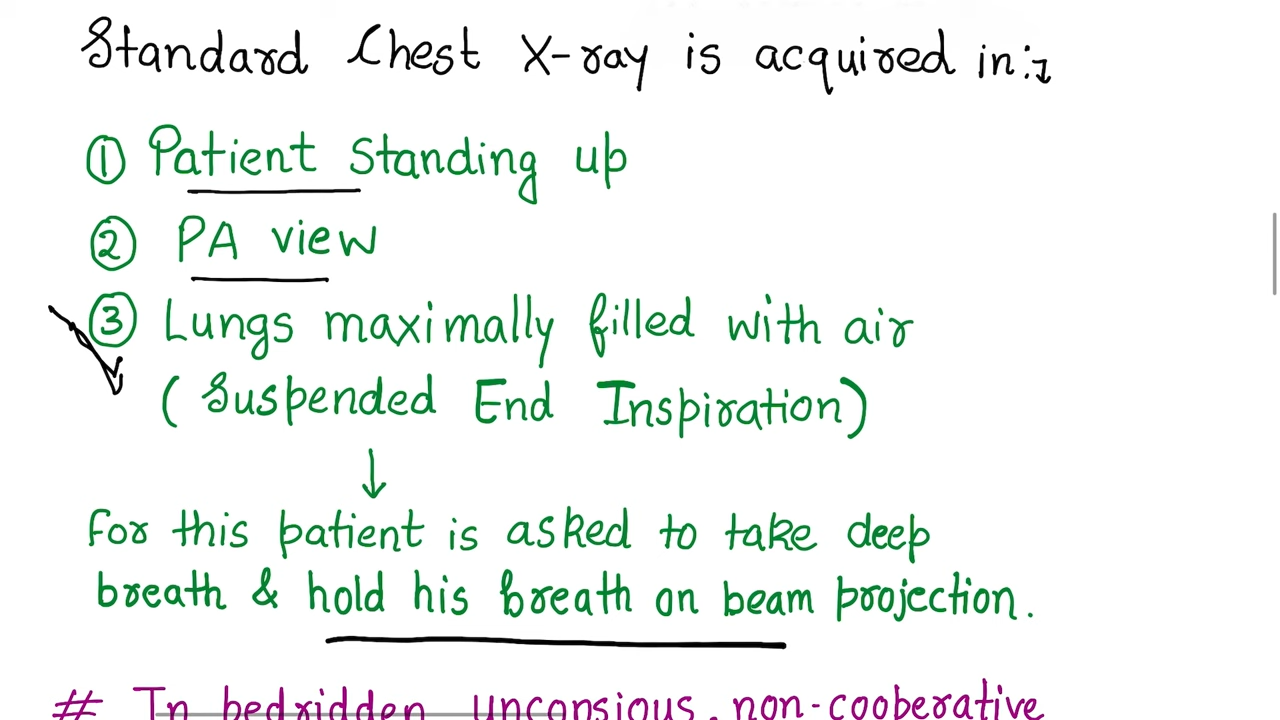 Standard Chest X-ray is acquired in:↴
① Patient Standing up
② PA view
③ Lungs maximally filled with air
(Suspended End Inspiration)
↓
For this patient is asked to take deep
breath & hold his breath on beam projection.
# In bedridden, unconsious, non-cooperative